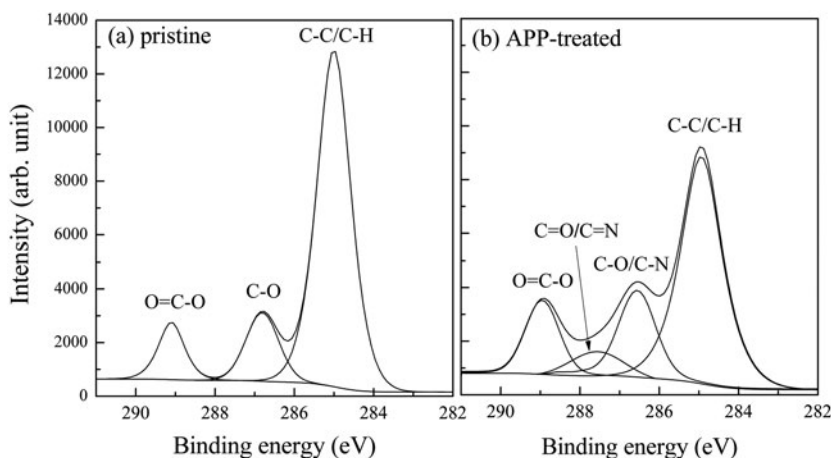 (a) pristine
C-C/C-H
O=C-O
C-O
14000
12000
10000
8000
6000
4000
2000
0
Intensity (arb. unit)
290
288
286
284
282
Binding energy (eV)
(b) APP-treated
C-C/C-H
C=O/C=N
C-O/C-N
O=C-O
290
288
286
284
282
Binding energy (eV)